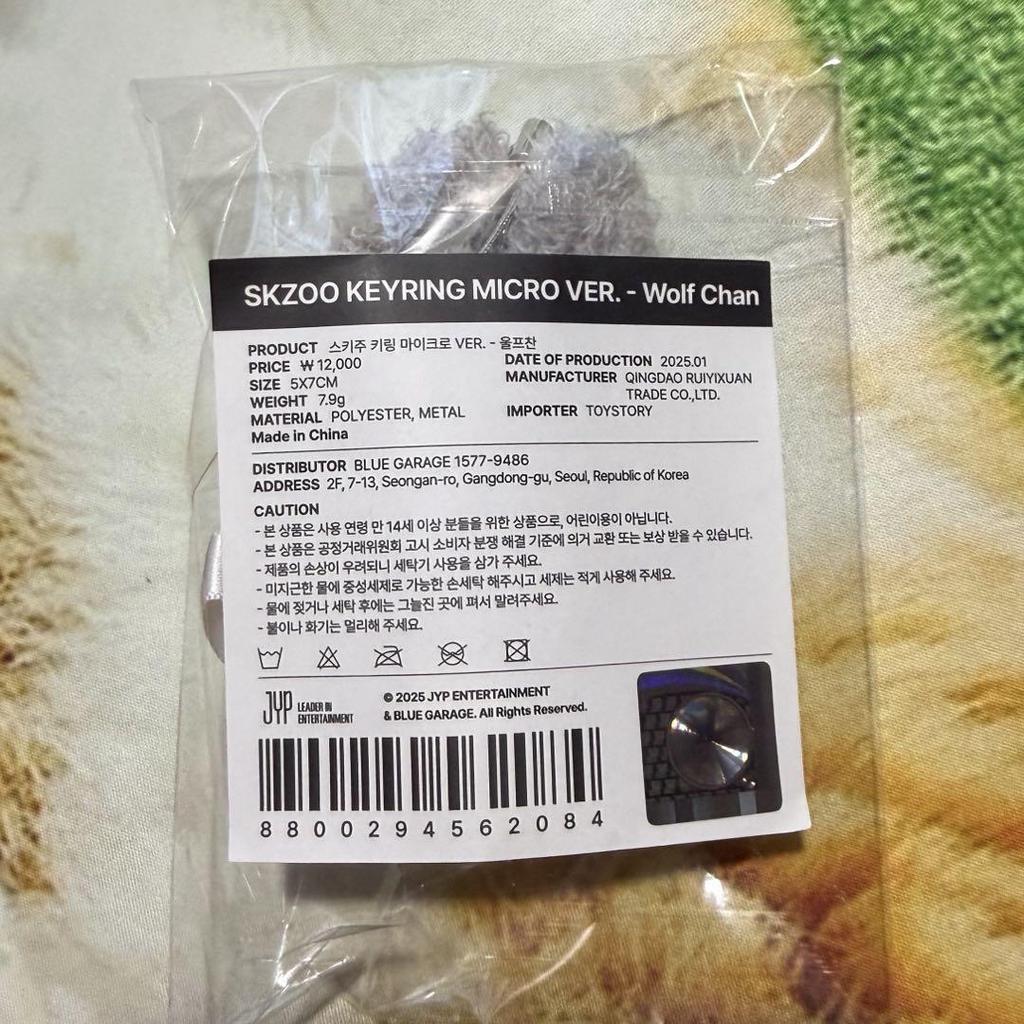 SKZOO KEYRING MICRO VER. - Wolf Chan
PRODUCT 스키주 키링 마이크로 VER. - 울프찬
PRICE ₩12,000
SIZE 5X7CM
WEIGHT 7.9g
MATERIAL POLYESTER, METAL
Made in China
DATE OF PRODUCTION 2025.01
MANUFACTURER QINGDAO RUIYIXUAN
TRADE CO.,LTD.
IMPORTER TOYSTORY
DISTRIBUTOR BLUE GARAGE 1577-9486
ADDRESS 2F, 7-13, Seongan-ro, Gangdong-gu, Seoul, Republic of Korea
CAUTION
- 본 상품은 사용 연령 만 14세 이상 분들을 위한 상품으로, 어린이용이 아닙니다.
- 본 상품은 공정거래위원회 고시 소비자 분쟁 해결 기준에 의거 교환 또는 보상 받을 수 있습니다.
- 제품의 손상이 우려되니 세탁기 사용을 삼가 주세요.
- 미지근한 물에 중성세제로 가능한 손세탁 해주시고 세제는 적게 사용해 주세요.
- 물에 젖거나 세탁 후에는 그늘진 곳에 펴서 말려주세요.
- 불이나 화기는 멀리해 주세요.
JYP LEADER IN
ENTERTAINMENT
© 2025 JYP ENTERTAINMENT
& BLUE GARAGE. All Rights Reserved.
8800294562084